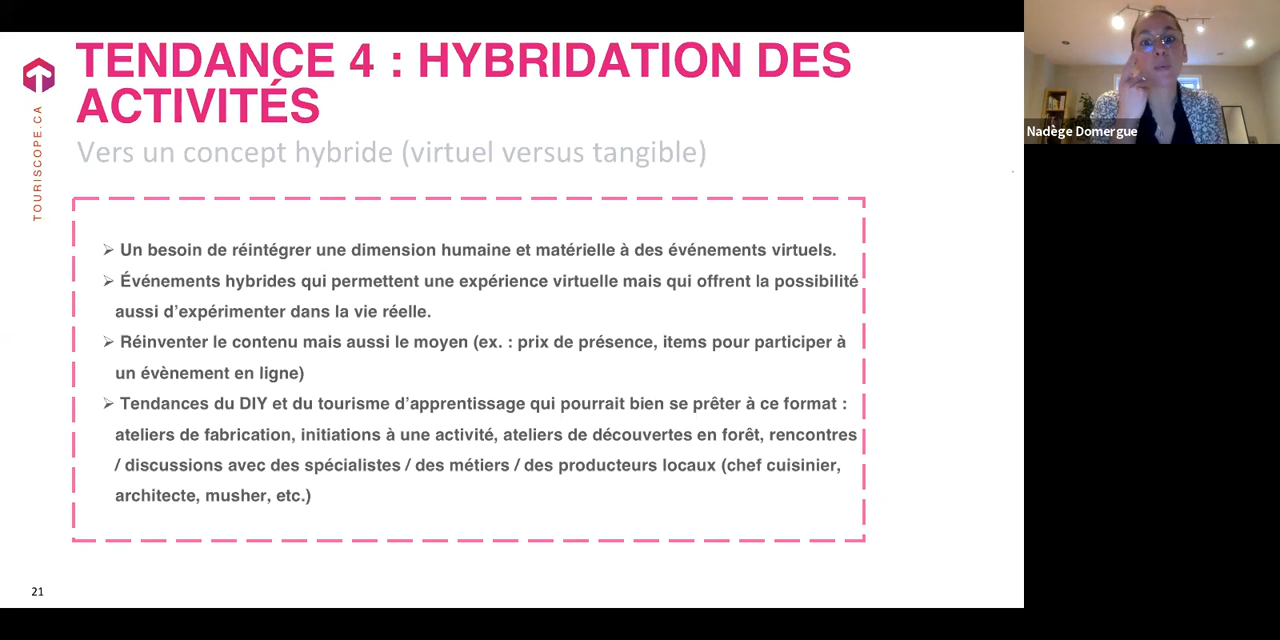 TENDANCE 4 : HYBRIDATION DES
ACTIVITÉS
Vers un concept hybride (virtuel versus tangible)
TOURISCOPE.CA
➢ Un besoin de réintégrer une dimension humaine et matérielle à des événements virtuels.
➢ Événements hybrides qui permettent une expérience virtuelle mais qui offrent la possibilité
aussi d’expérimenter dans la vie réelle.
➢ Réinventer le contenu mais aussi le moyen (ex. : prix de présence, items pour participer à
un évènement en ligne)
➢ Tendances du DIY et du tourisme d’apprentissage qui pourrait bien se prêter à ce format :
ateliers de fabrication, initiations à une activité, ateliers de découvertes en forêt, rencontres
/ discussions avec des spécialistes / des métiers / des producteurs locaux (chef cuisinier,
architecte, musher, etc.)
21
Nadège Domergue